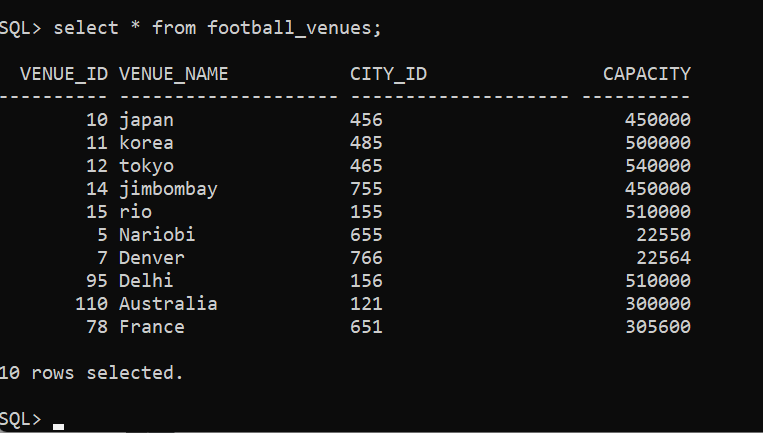 SQL> select * from football_venues;
VENUE_ID VENUE_NAME CITY_ID CAPACITY
---------- -------------------- -------------------- ----------
10 japan 456 450000
11 korea 485 500000
12 tokyo 465 540000
14 jimbombay 755 450000
15 rio 155 510000
5 Nariobi 655 22550
7 Denver 766 22564
95 Delhi 156 510000
110 Australia 121 300000
78 France 651 305600
10 rows selected.
SQL>